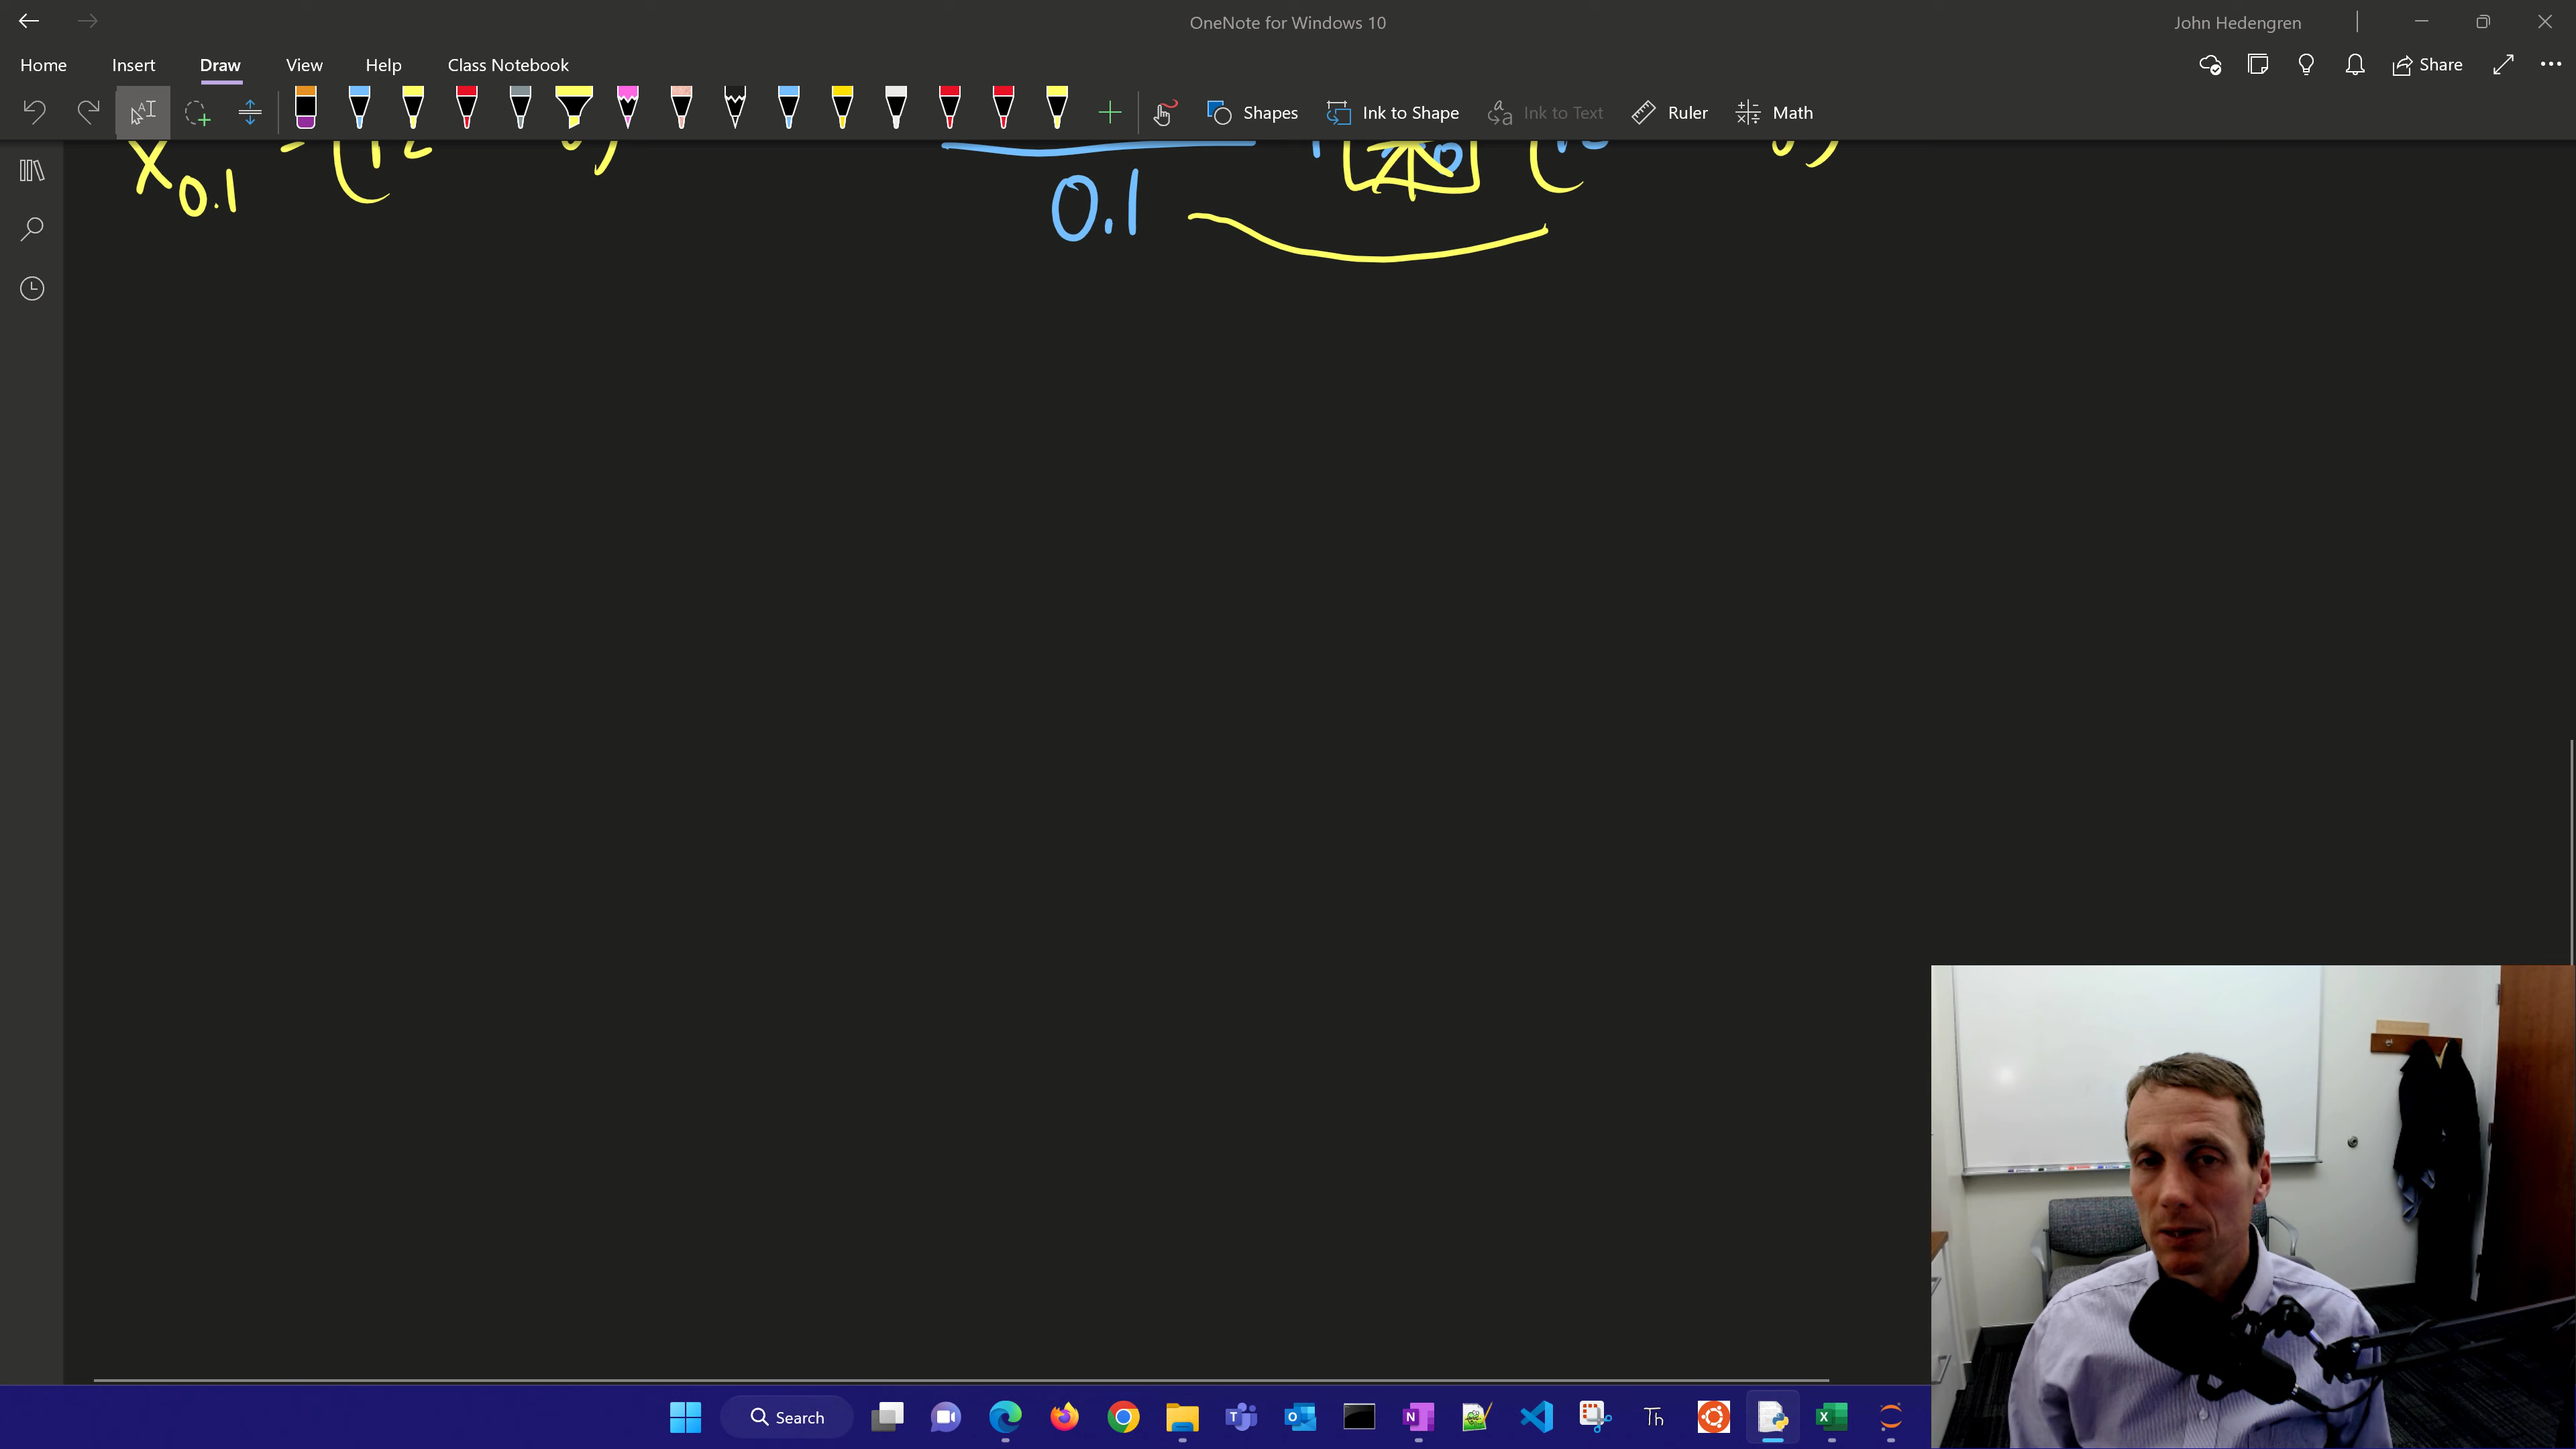 OneNote for Windows 10
John Hedengren
Home Insert Draw View Help Class Notebook
Share
Shapes Ink to Shape Ink to Text Ruler Math
x0.1
0.1
Search
Th